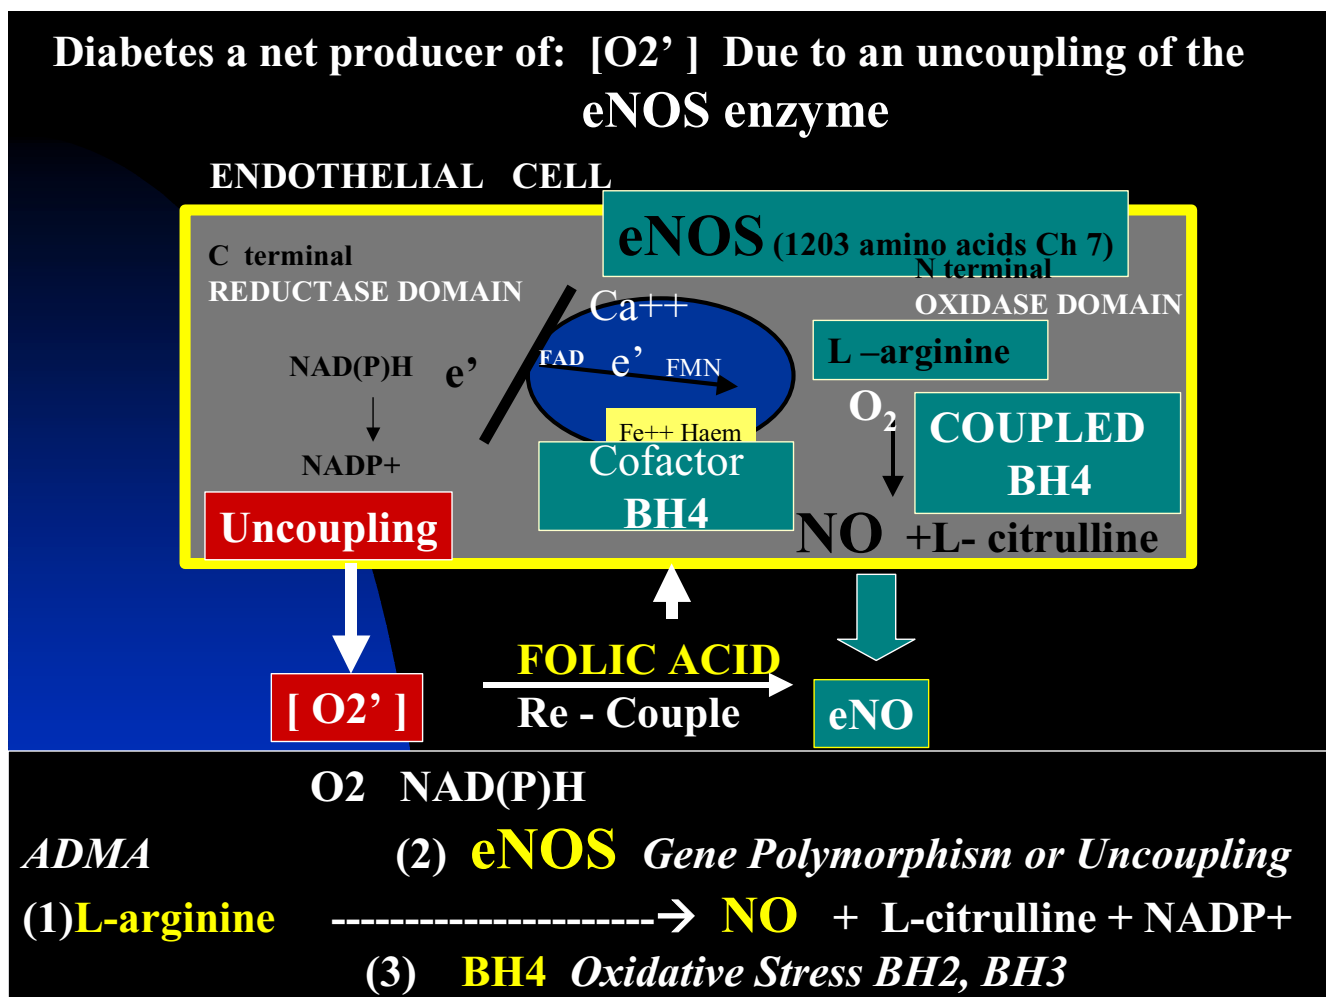 Diabetes a net producer of: [O2’ ] Due to an uncoupling of the
eNOS enzyme
ENDOTHELIAL CELL
eNOS (1203 amino acids Ch 7)
C terminal
REDUCTASE DOMAIN
N terminal
OXIDASE DOMAIN
Ca++
L –arginine
NAD(P)H e’ FAD e’ FMN
O2
Fe++ Haem
COUPLED
BH4
NADP+
Cofactor
BH4
Uncoupling
NO +L- citrulline
FOLIC ACID
[ O2’ ]
Re - Couple
eNO
O2 NAD(P)H
ADMA (2) eNOS Gene Polymorphism or Uncoupling
(1)L-arginine ----------------------→ NO + L-citrulline + NADP+
(3) BH4 Oxidative Stress BH2, BH3